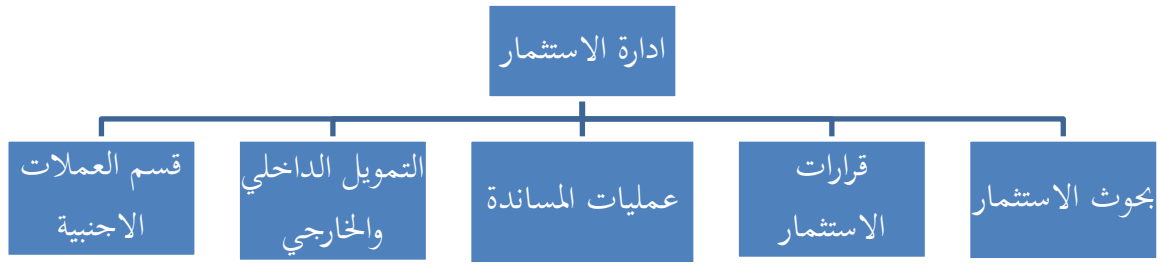 ادارة الاستثمار
بحوث الاستثمار
قرارات
الاستثمار
عمليات المساندة
التمويل الداخلي
والخارجي
قسم العملات
الاجنبية